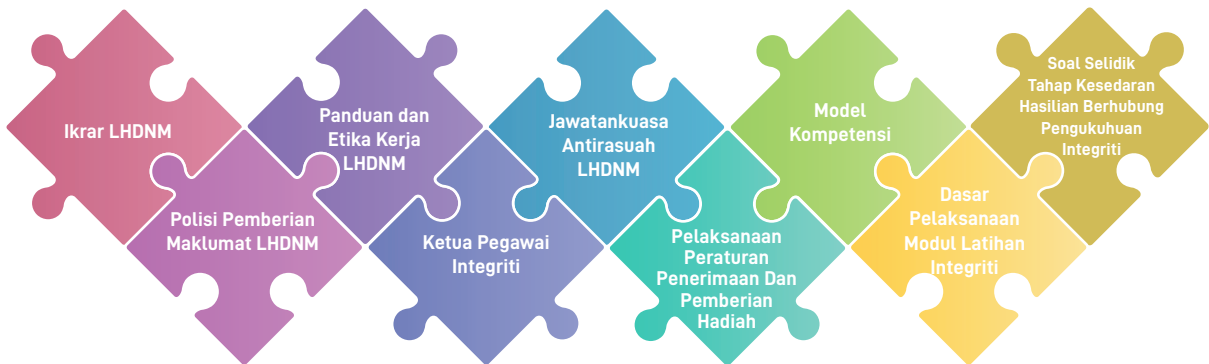 Ikrar LHDNM
Polisi Pemberian
Maklumat LHDNM
Panduan dan
Etika Kerja
LHDNM
Ketua Pegawai
Integriti
Jawatankuasa
Antirasuah
LHDNM
Pelaksanaan
Peraturan
Penerimaan Dan
Pemberian
Hadiah
Model
Kompetensi
Dasar
Pelaksanaan
Modul Latihan
Integriti
Soal Selidik
Tahap Kesedaran
Hasilian Berhubung
Pengukuhan
Integriti